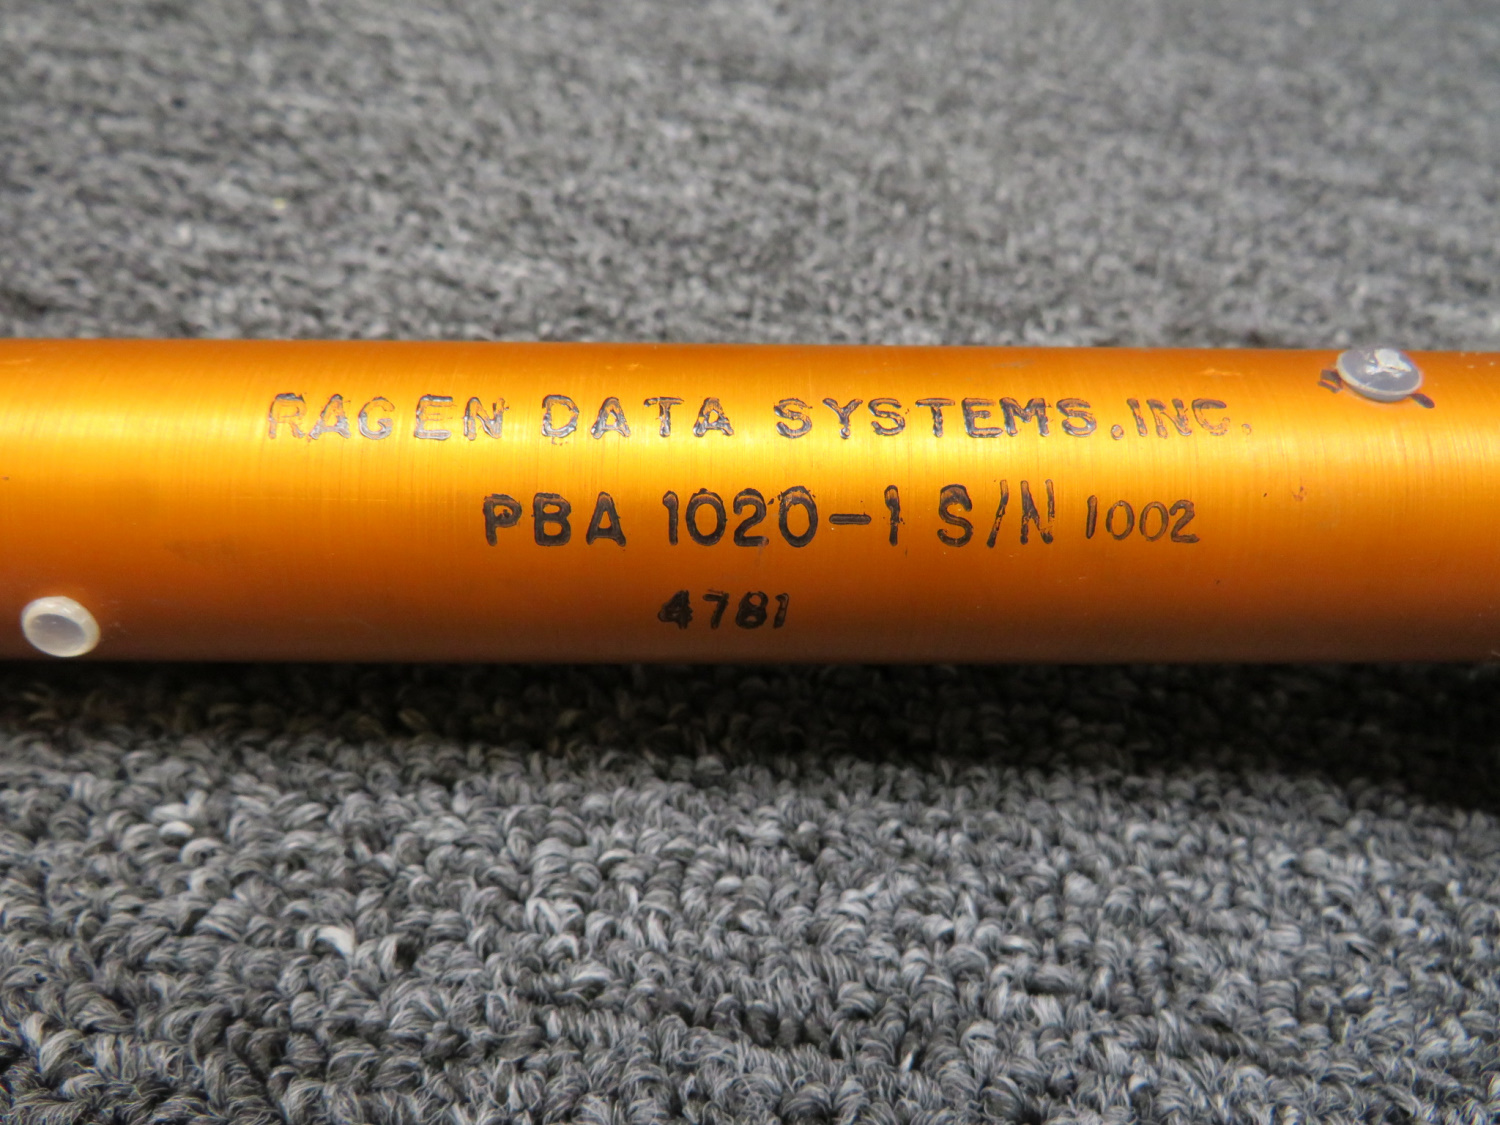 RAGEN DATA SYSTEMS.INC.
PBA 1020-1 S/N 1002
4781